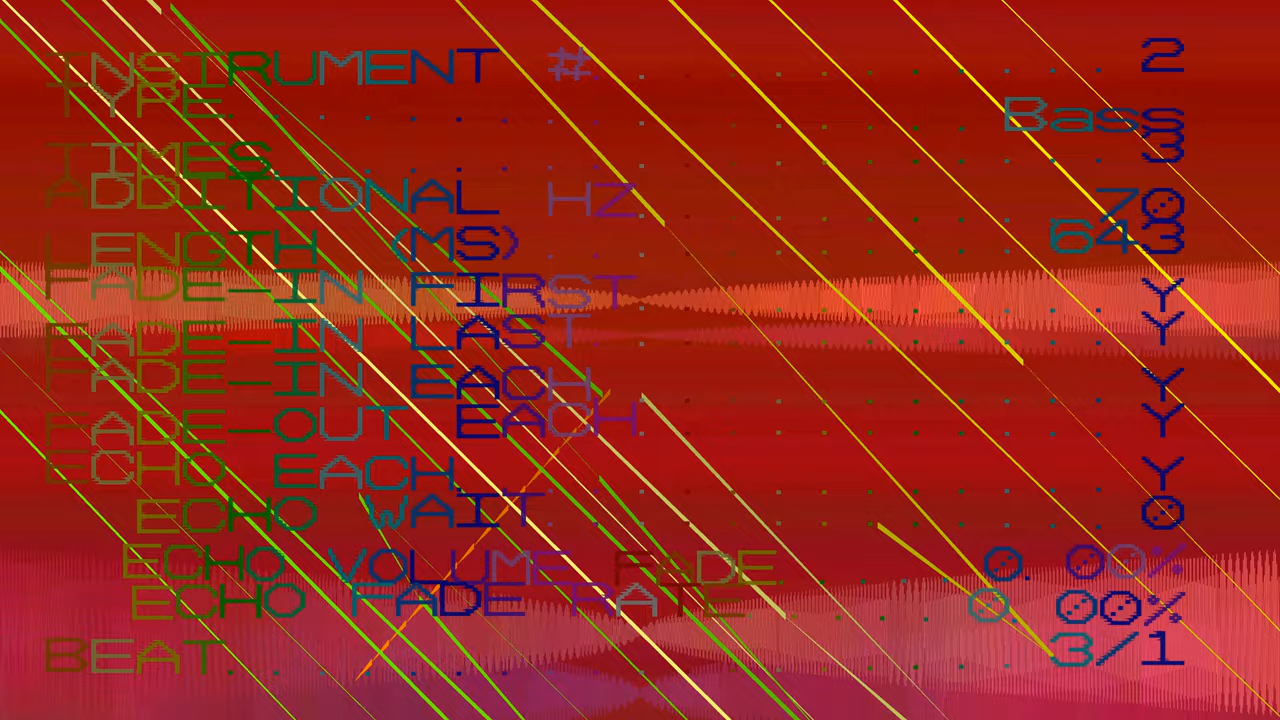 INSTRUMENT #. . . . . . . . . . . . 2
TYPE. . . . . . . . . . . . . . . . Bass
TIMES. . . . . . . . . . . . . . . . 3
ADDITIONAL HZ. . . . . . . . . . . . 70
LENGTH (MS). . . . . . . . . . . . . 643
FADE-IN FIRST. . . . . . . . . . . . Y
FADE-IN LAST. . . . . . . . . . . . Y
FADE-IN EACH. . . . . . . . . . . . Y
FADE-OUT EACH. . . . . . . . . . . . Y
ECHO EACH. . . . . . . . . . . . . . Y
ECHO WAIT. . . . . . . . . . . . . . 0
ECHO VOLUME FADE. . . . . 0.00%
ECHO FADE RATE. . . . . . 0.00%
BEAT. . . . . . . . . . . . . . . . 3/1